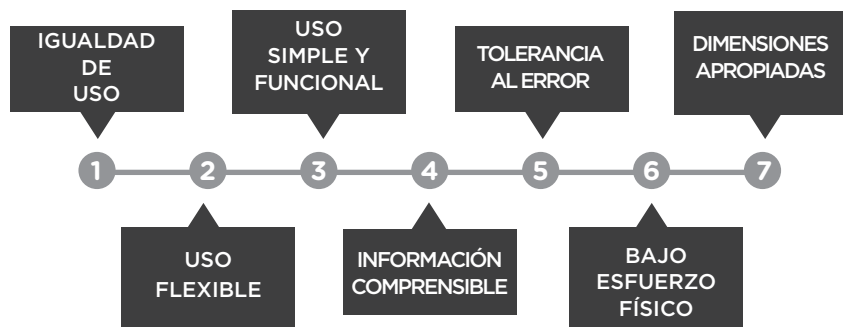 IGUALDAD
DE
USO
1
USO
FLEXIBLE
2
USO
SIMPLE Y
FUNCIONAL
3
INFORMACIÓN
COMPRENSIBLE
4
TOLERANCIA
AL ERROR
5
BAJO
ESFUERZO
FÍSICO
6
DIMENSIONES
APROPIADAS
7